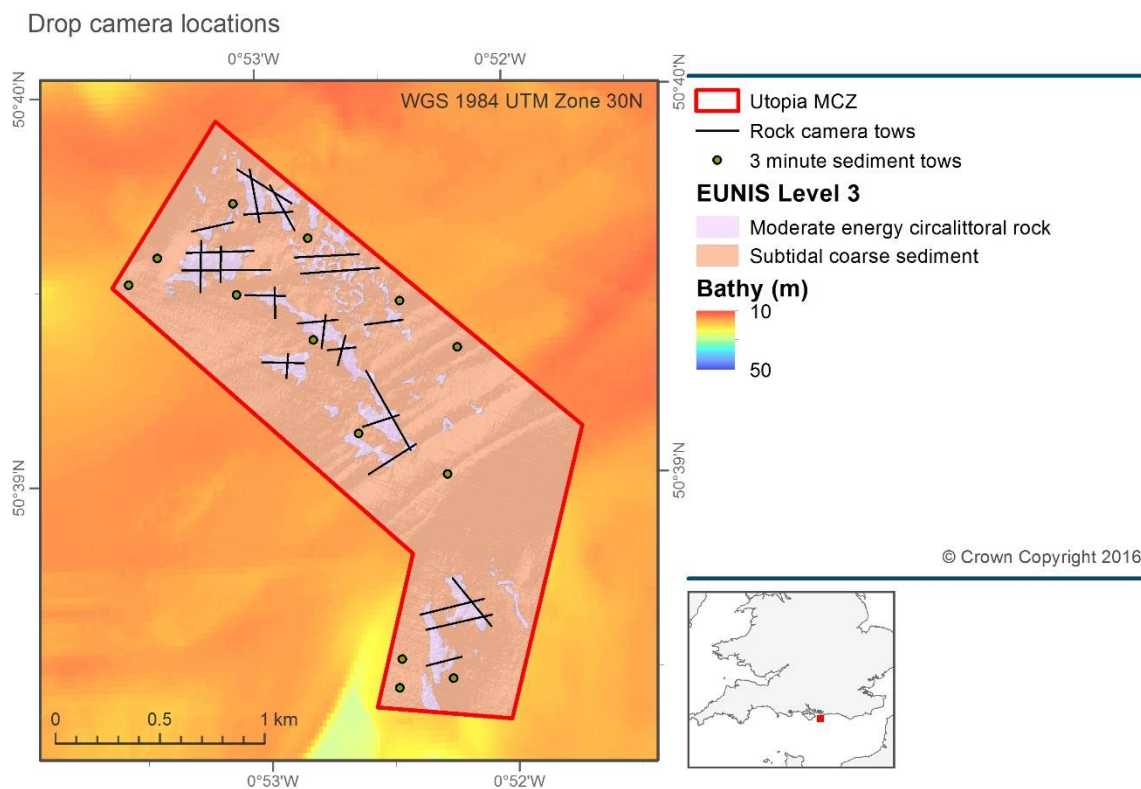 Drop camera locations
0°53'W
0°52'W
50°40'N
50°40'N
WGS 1984 UTM Zone 30N
50°39'N
50°39'N
0
0.5
1 km
0°53'W
0°52'W
Utopia MCZ
Rock camera tows
3 minute sediment tows
EUNIS Level 3
Moderate energy circalittoral rock
Subtidal coarse sediment
Bathy (m)
10
50
© Crown Copyright 2016